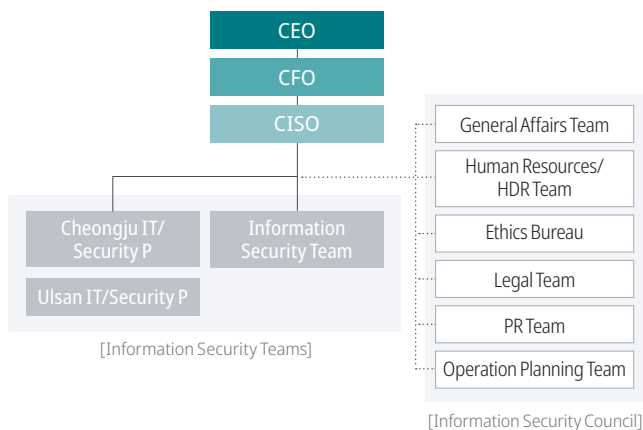 CEO
CFO
CISO
Cheongju IT/
Security P
Information
Security Team
Ulsan IT/Security P
[Information Security Teams]
General Affairs Team
Human Resources/
HDR Team
Ethics Bureau
Legal Team
PR Team
Operation Planning Team
[Information Security Council]